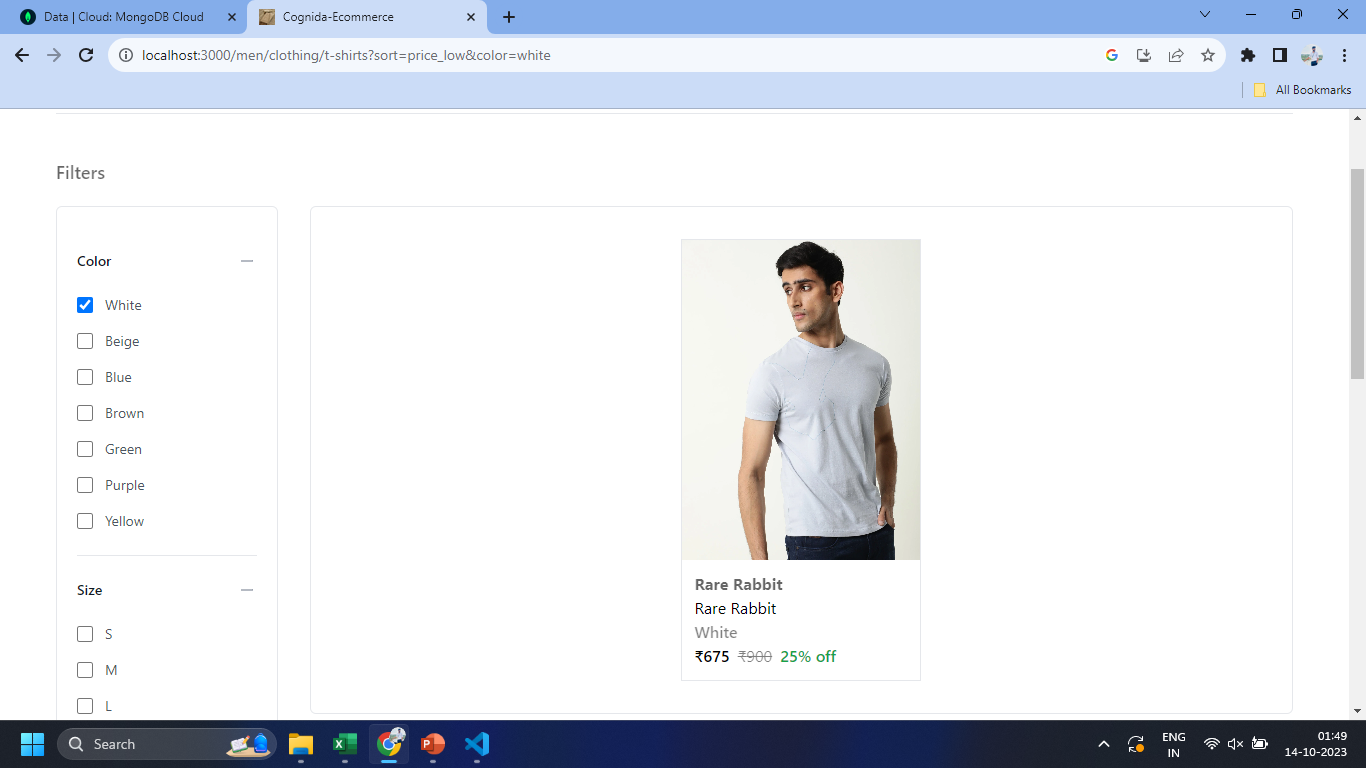 Data | Cloud: MongoDB Cloud
Cognida-Ecommerce
localhost:3000/men/clothing/t-shirts?sort=price_low&color=white
All Bookmarks
Filters
Color
White
Beige
Blue
Brown
Green
Purple
Yellow
Size
S
M
L
Rare Rabbit
Rare Rabbit
White
₹675 ₹900 25% off
Search
ENG
IN
01:49
14-10-2023